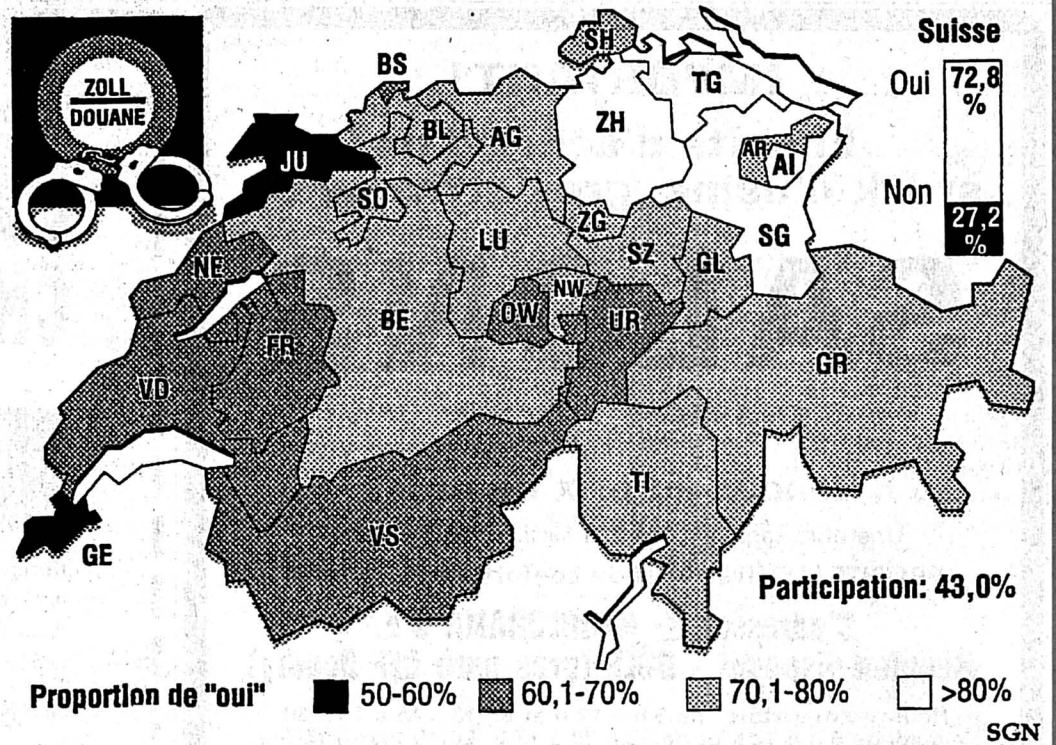 ZOLL
DOUANE
Suisse
Oui 72,8
%
Non
27,2
%
BS
SH
TG
BL
AG
ZH
JU
AR
AI
SO
ZG
LU
SZ
GL
SG
NE
OW
NW
UR
BE
FR
GR
VD
TI
VS
GE
Participation: 43,0%
Proportion de "oui" 50-60% 60,1-70% 70,1-80% >80%
SGN